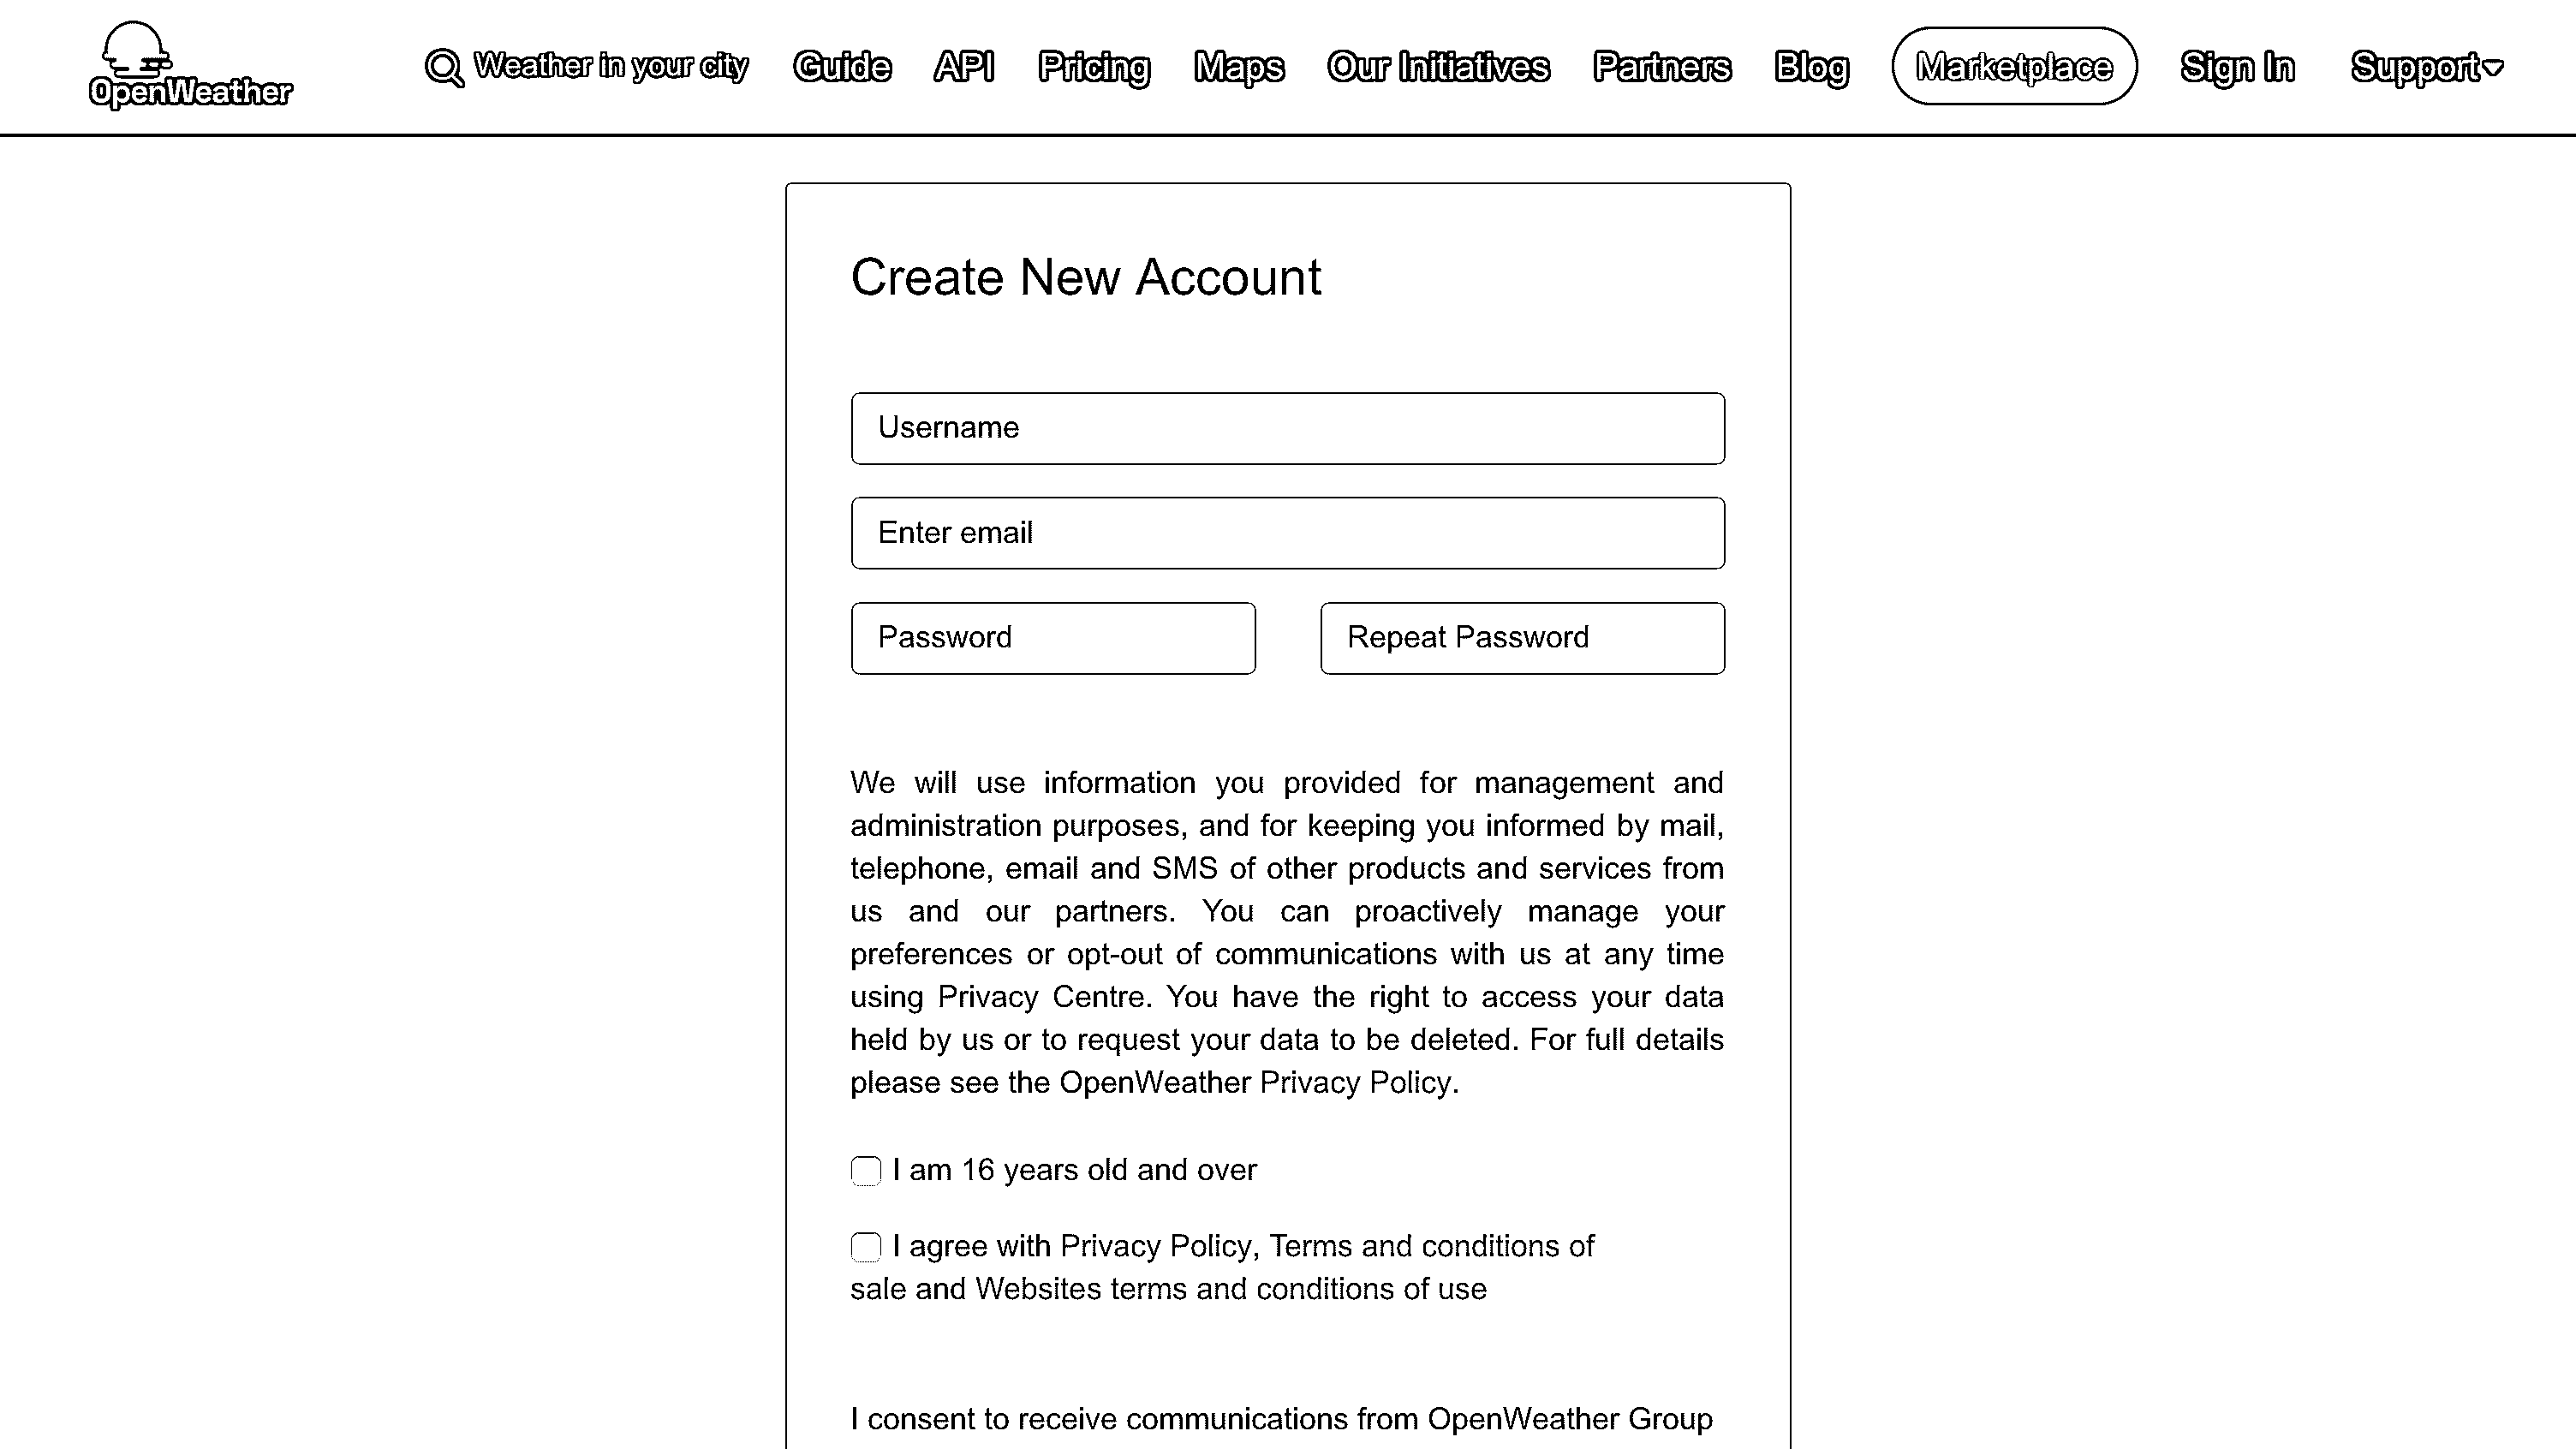 OpenWeather
Weather in your city Guide API Pricing Maps Our Initiatives Partners Blog Marketplace Sign In Support
Create New Account
Username
Enter email
Password Repeat Password
We will use information you provided for management and
administration purposes, and for keeping you informed by mail,
telephone, email and SMS of other products and services from
us and our partners. You can proactively manage your
preferences or opt-out of communications with us at any time
using Privacy Centre. You have the right to access your data
held by us or to request your data to be deleted. For full details
please see the OpenWeather Privacy Policy.
I am 16 years old and over
I agree with Privacy Policy, Terms and conditions of
sale and Websites terms and conditions of use
I consent to receive communications from OpenWeather Group